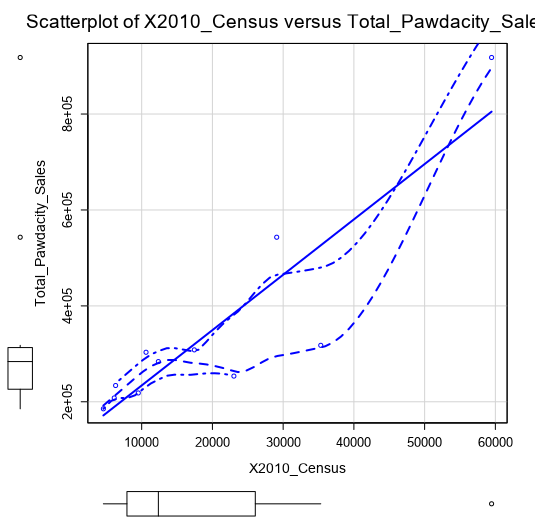 Scatterplot of X2010_Census versus Total_Pawdacity_Sale
8e+05
6e+05
4e+05
2e+05
Total_Pawdacity_Sales
10000 20000 30000 40000 50000 60000
X2010_Census